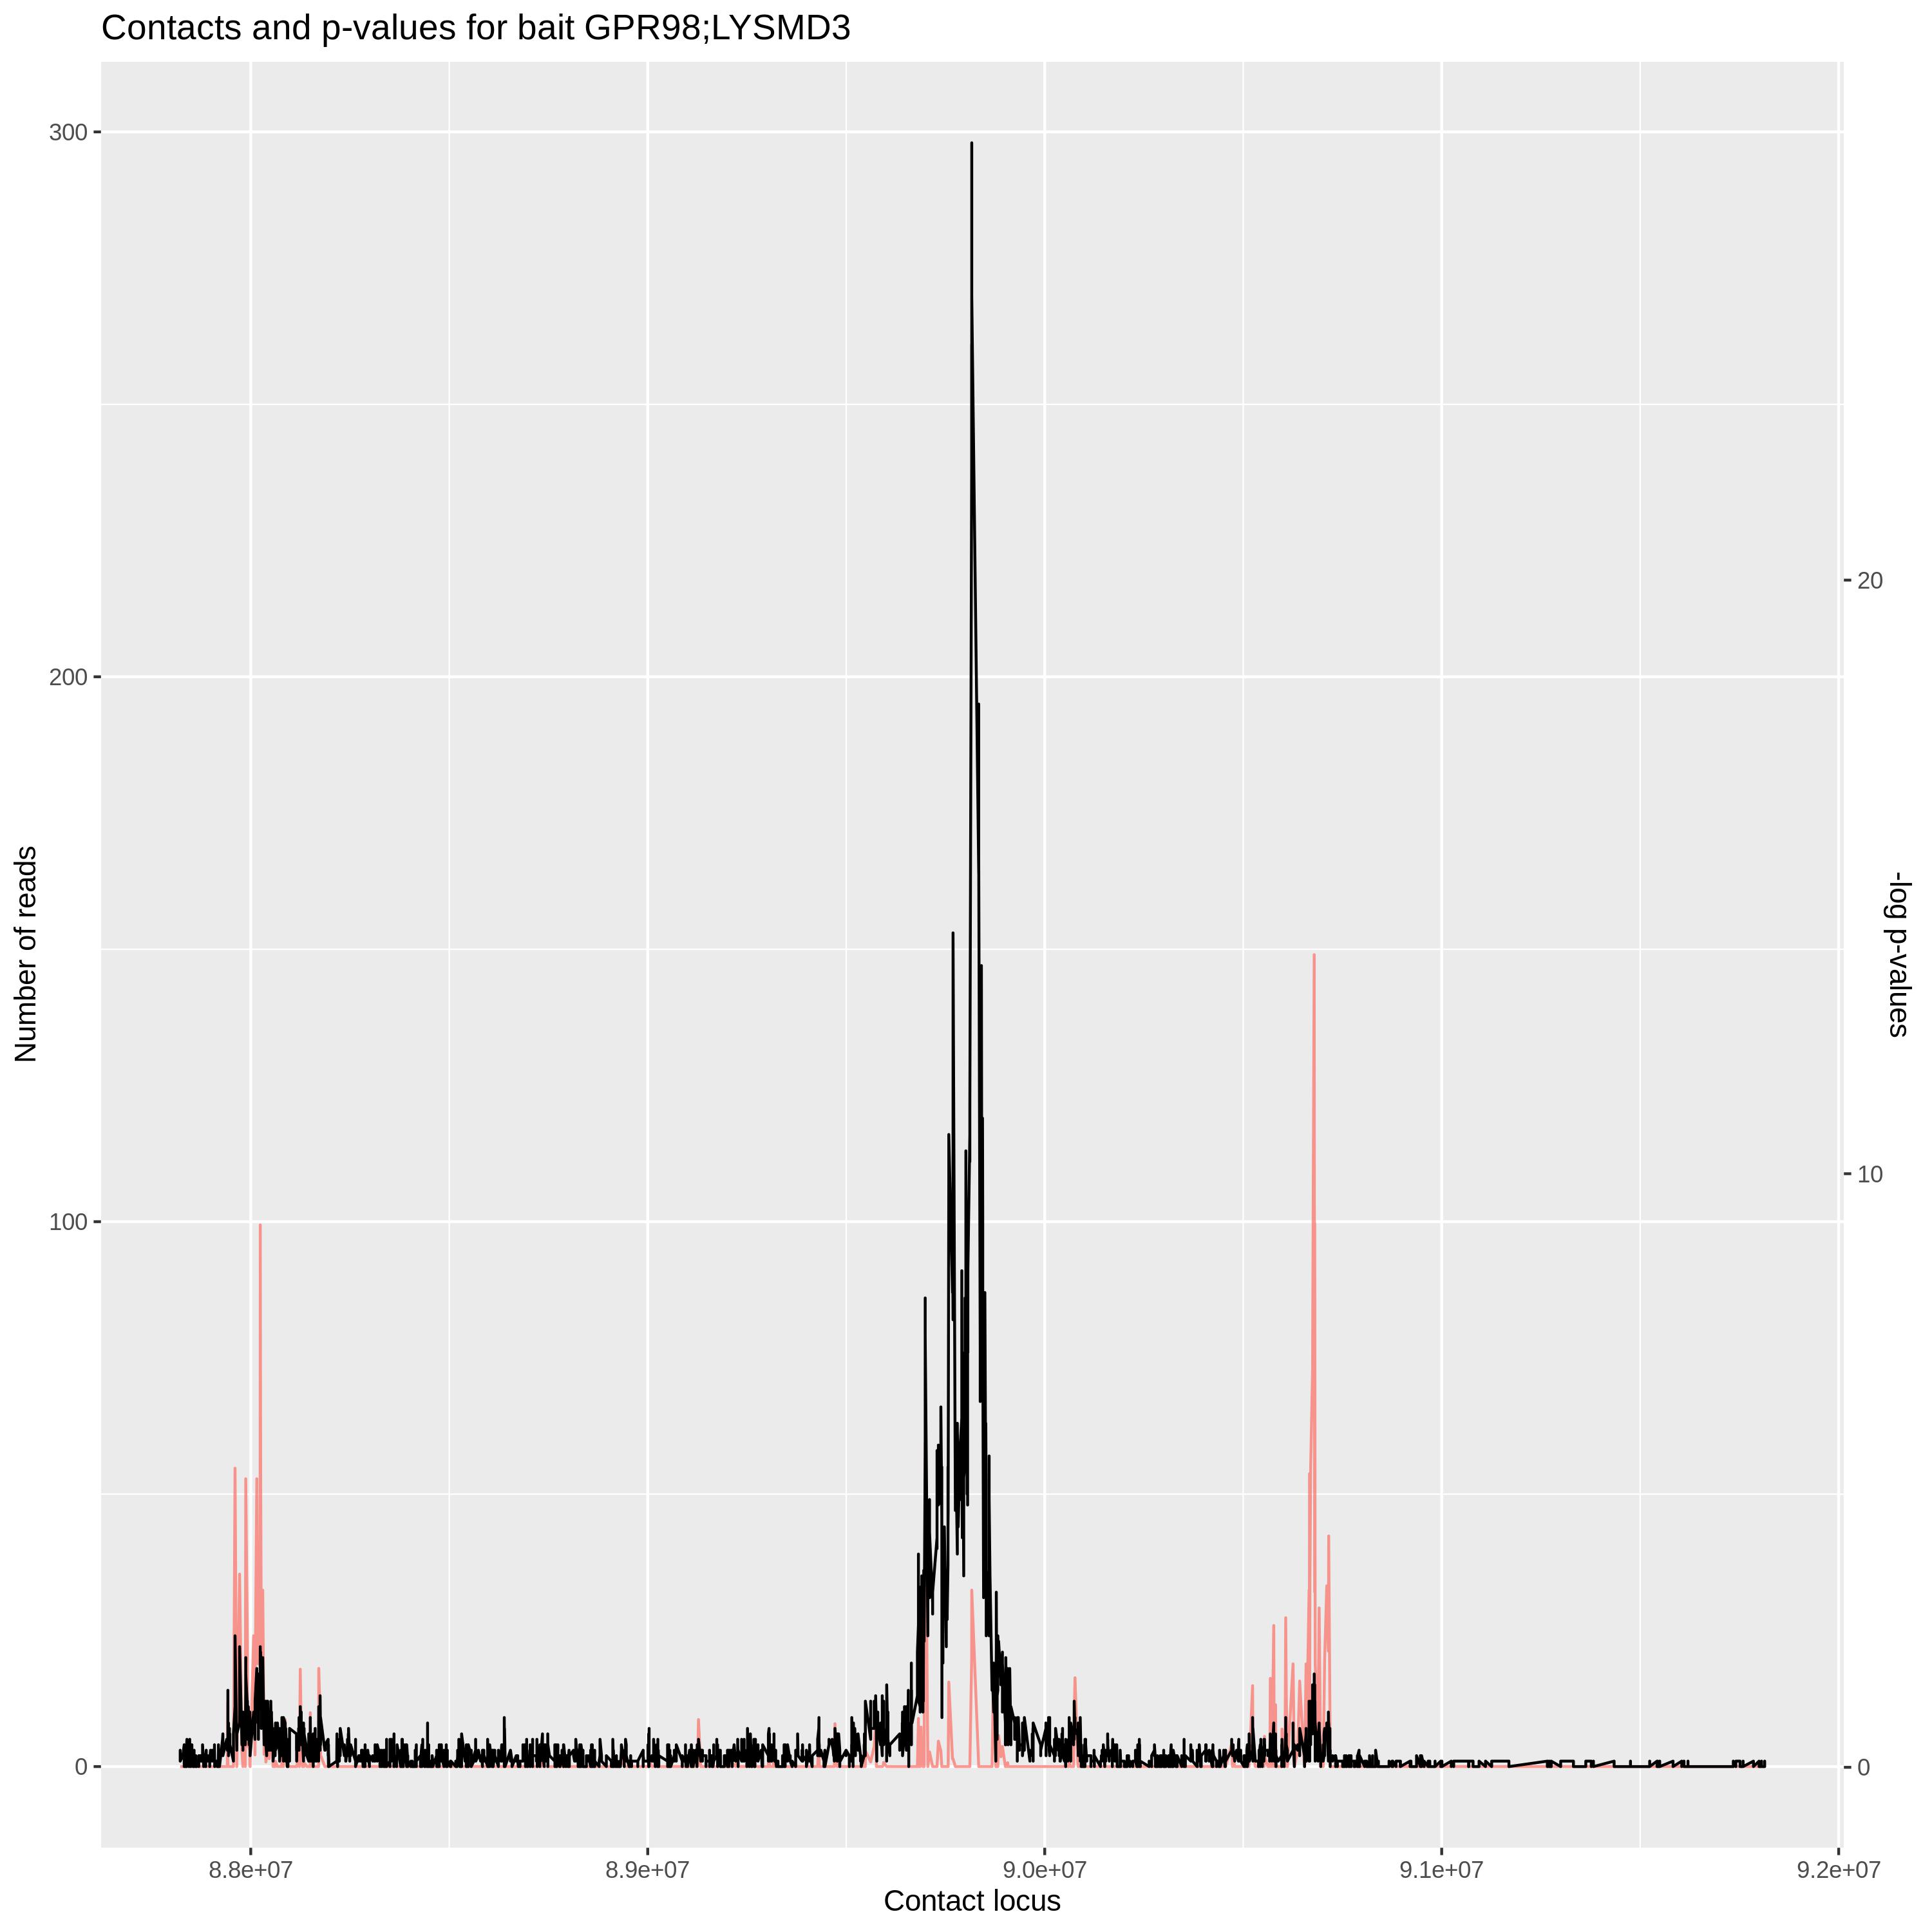 Contacts and p-values for bait GPR98;LYSMD3
300
200
100
0
Number of reads
20
10
0
-log p-values
8.8e+07
8.9e+07
9.0e+07
9.1e+07
9.2e+07
Contact locus